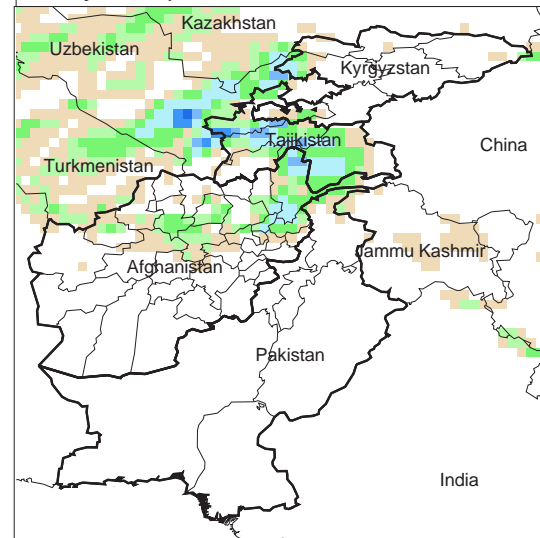 Kazakhstan
Uzbekistan
Kyrgyzstan
China
Tajikistan
Turkmenistan
Jammu Kashmir
Afghanistan
Pakistan
India